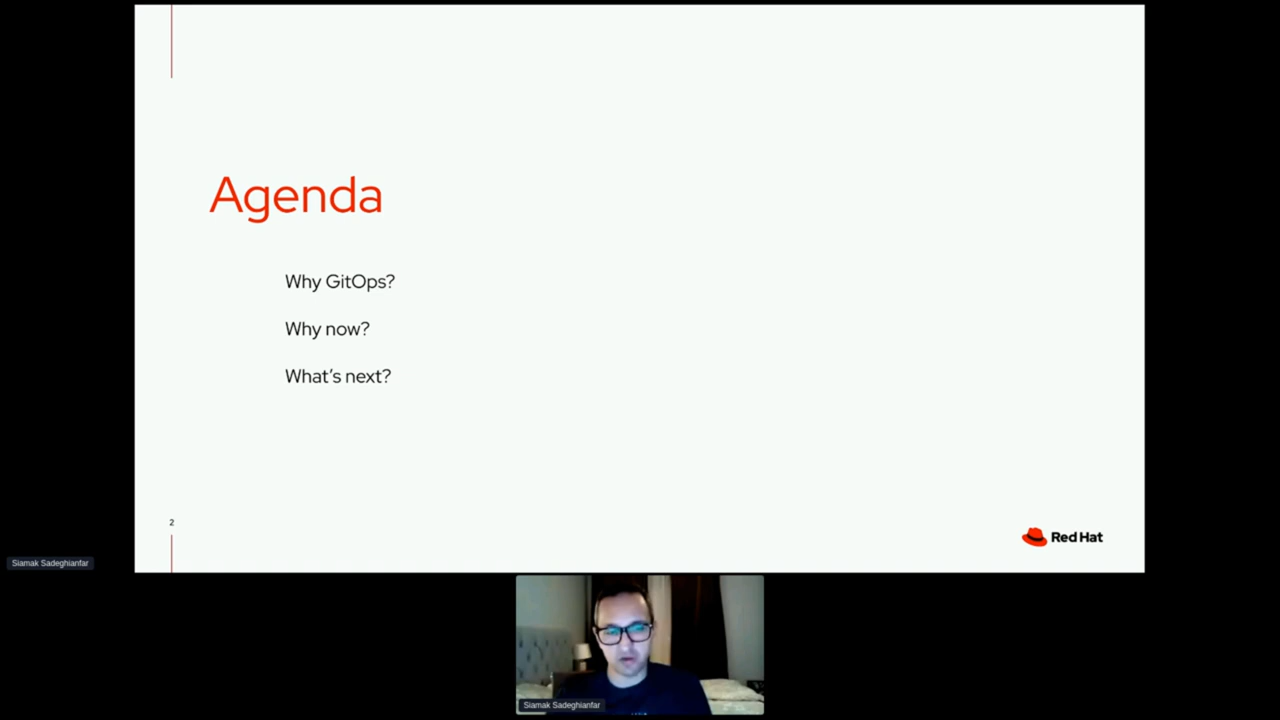 Agenda
Why GitOps?
Why now?
What's next?
2
Red Hat
Siamak Sadeghianfar
Siamak Sadeghianfar